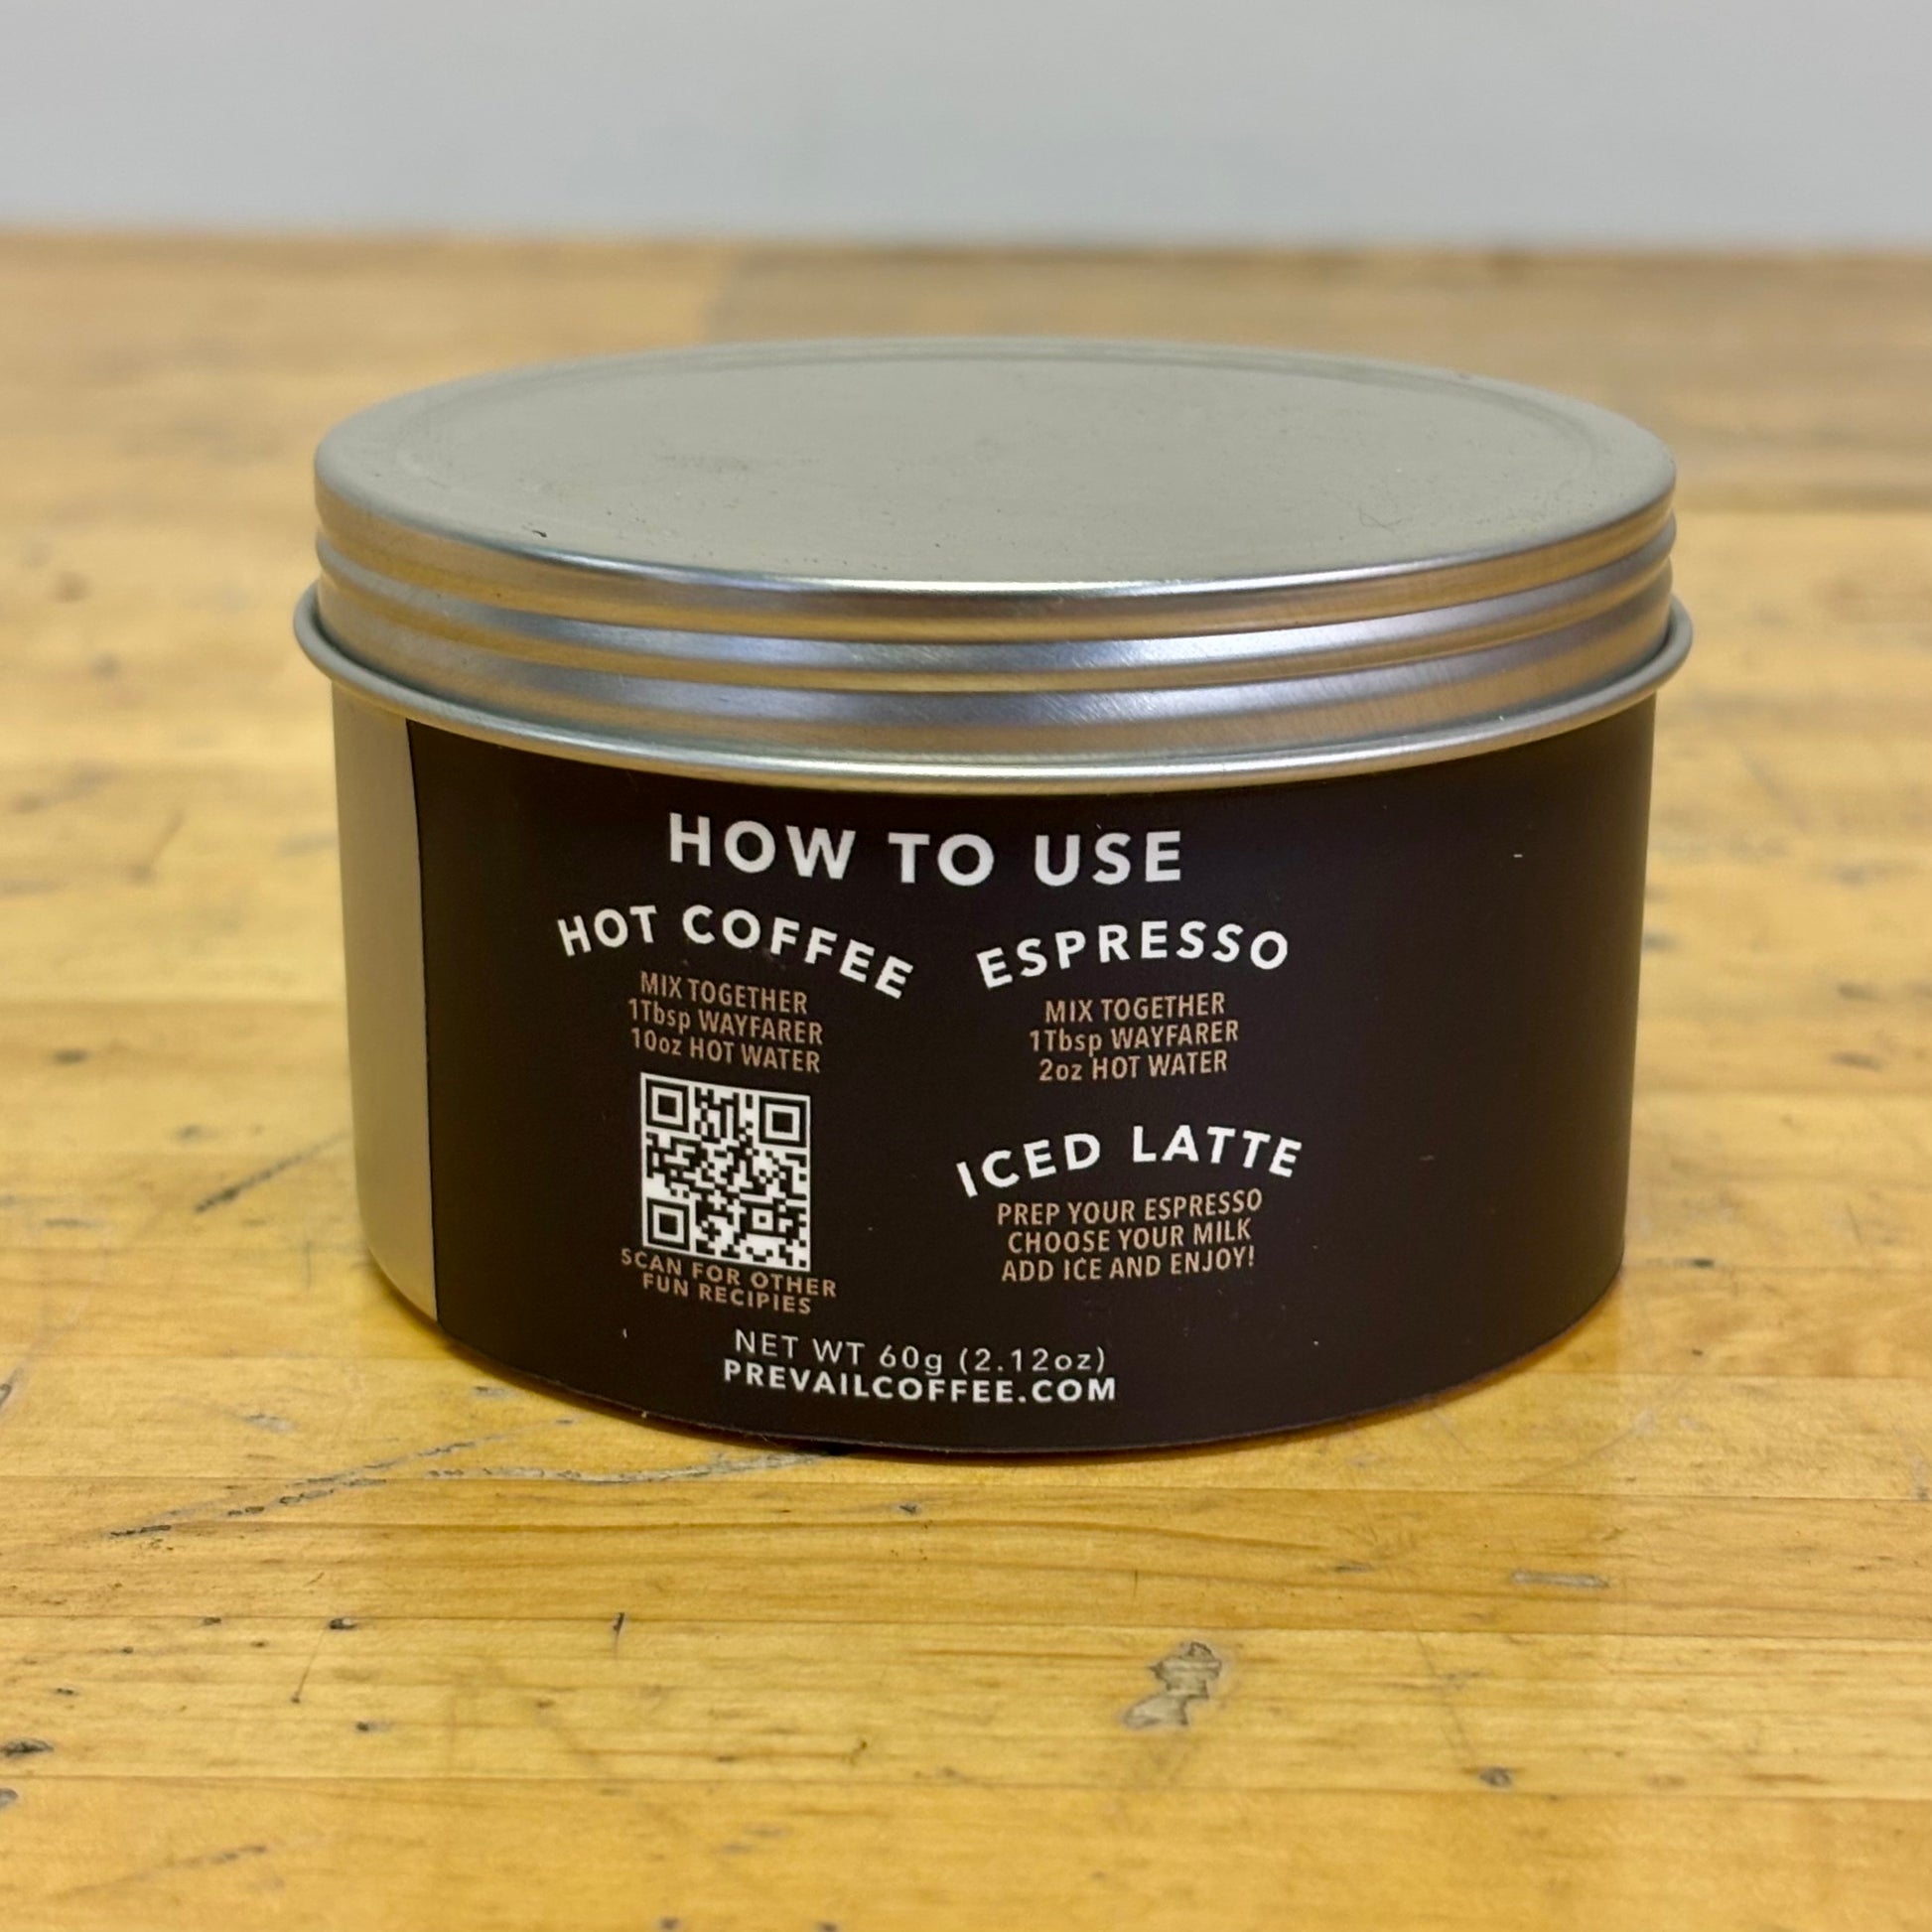 HOW TO USE
HOT COFFEE
MIX TOGETHER
1Tbsp WAYFARER
10oz HOT WATER
SCAN FOR OTHER
FUN RECIPIES
ESPRESSO
MIX TOGETHER
1Tbsp WAYFARER
2oz HOT WATER
ICED LATTE
PREP YOUR ESPRESSO
CHOOSE YOUR MILK
ADD ICE AND ENJOY!
NET WT 60g (2.12oz)
PREVAILCOFFEE.COM